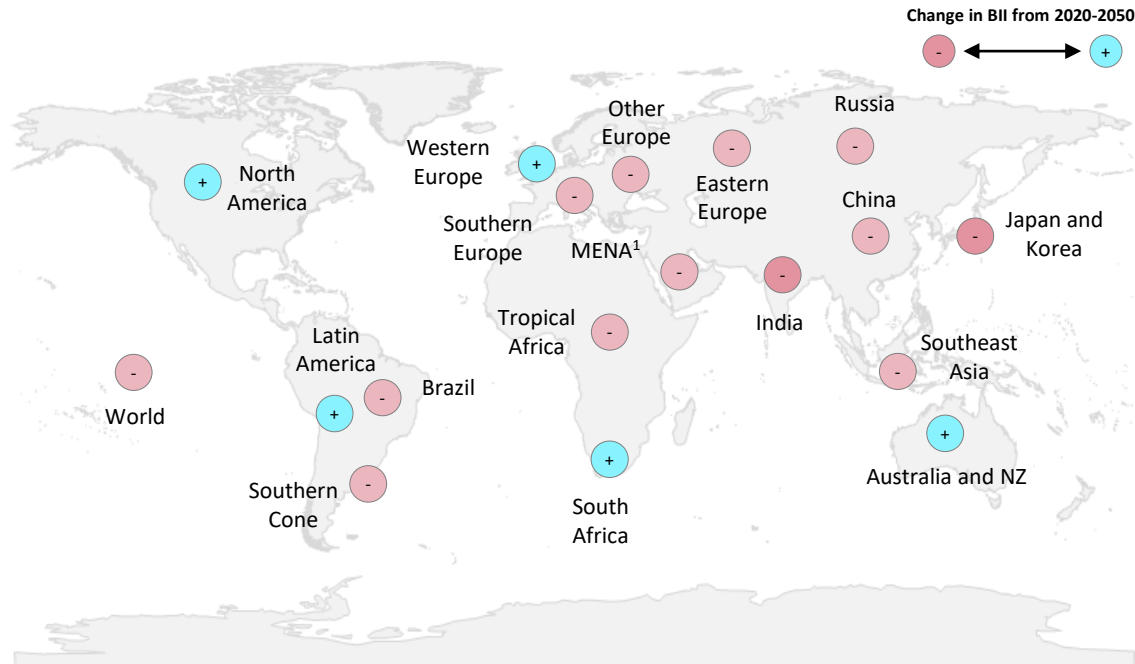 Change in BII from 2020-2050
- +
Other
Europe
Russia
Western
Europe
North
America
+
+
-
-
-
-
Eastern
Europe
China
Southern
Europe
MENA¹
-
-
Japan and
Korea
-
-
India
Tropical
Africa
-
Latin
America
Southeast
Asia
-
World
-
Brazil
-
+
+
Australia and NZ
Southern
Cone
-
+
South
Africa